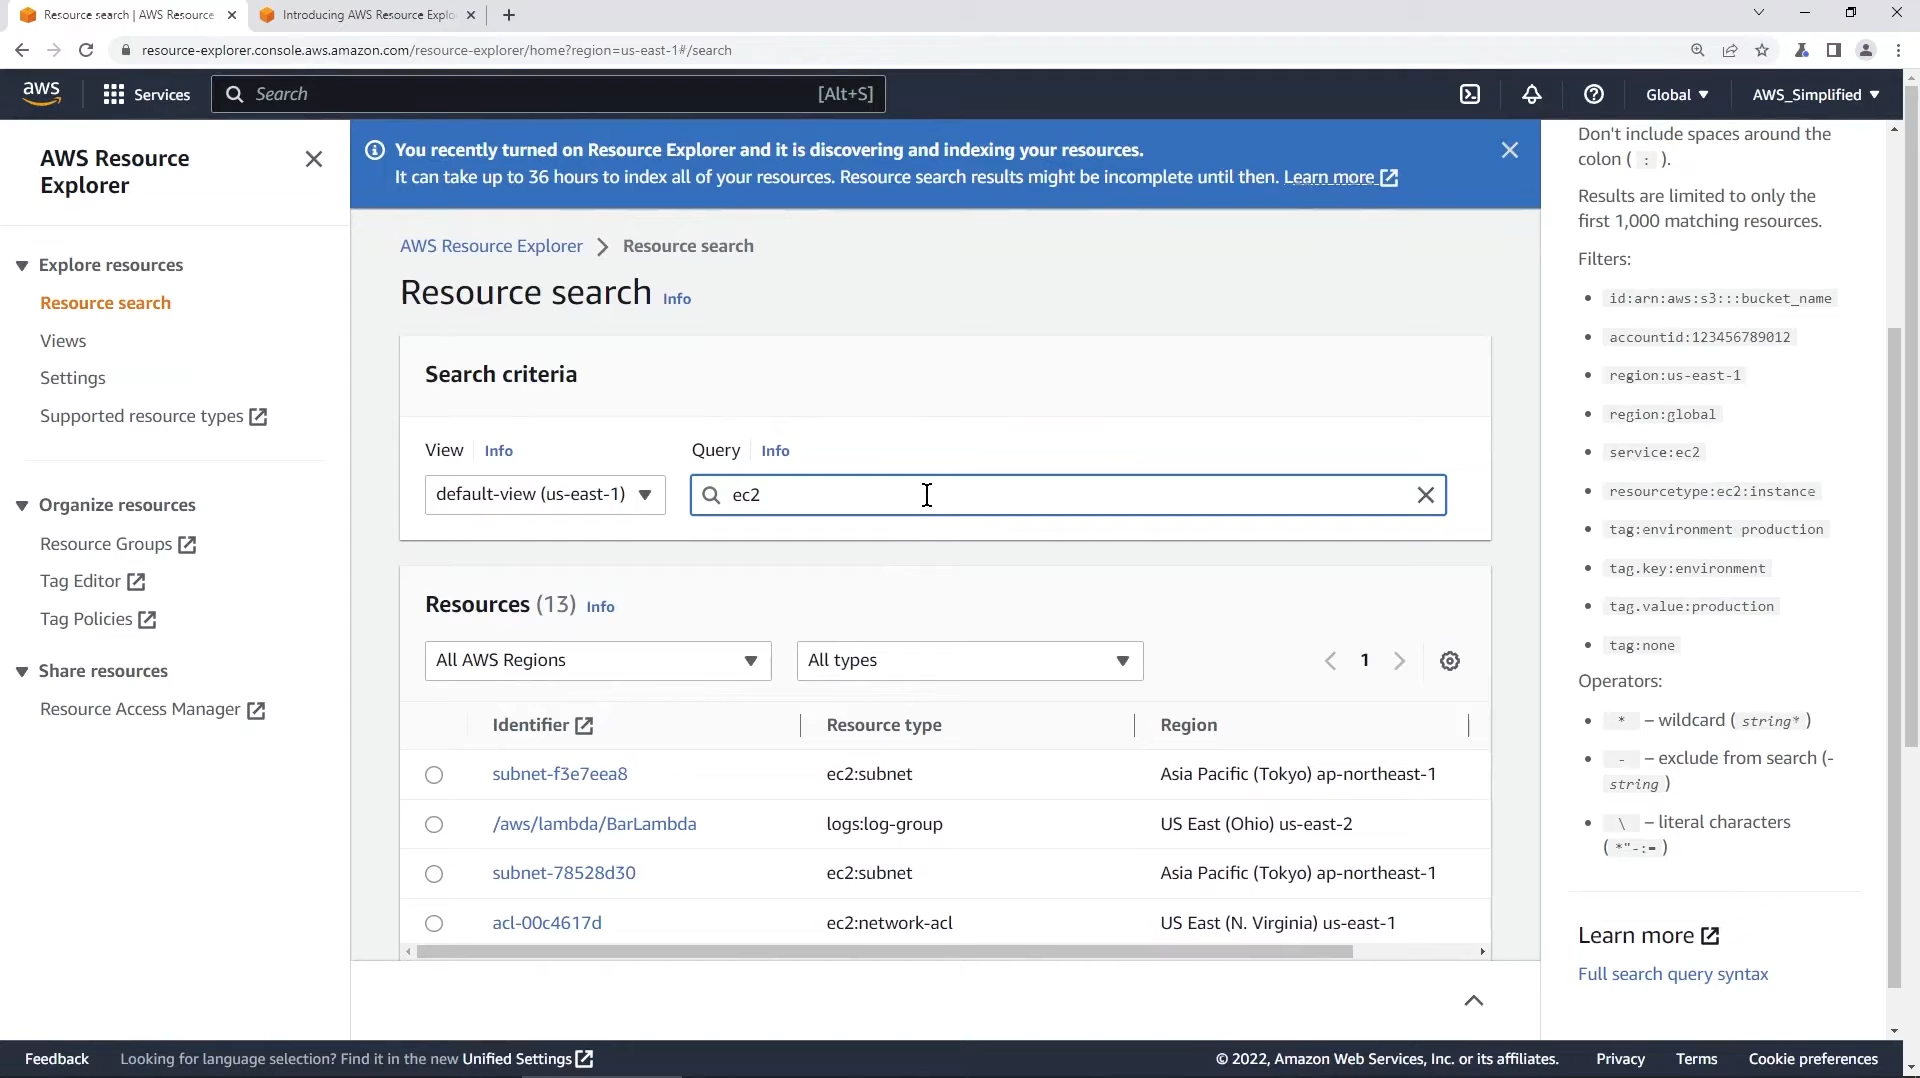 Resource search | AWS Resource
Introducing AWS Resource Explo
resource-explorer.console.aws.amazon.com/resource-explorer/home?region=us-east-1#/search
aws
Services
Search
[Alt+S]
Global
AWS_Simplified
AWS Resource
Explorer
Explore resources
Resource search
Views
Settings
Supported resource types
Organize resources
Resource Groups
Tag Editor
Tag Policies
Share resources
Resource Access Manager
You recently turned on Resource Explorer and it is discovering and indexing your resources.
It can take up to 36 hours to index all of your resources. Resource search results might be incomplete until then. Learn more
AWS Resource Explorer > Resource search
Resource search Info
Search criteria
View Info
Query Info
default-view (us-east-1)
ec2
Resources (13) Info
All AWS Regions
All types
1
Identifier Resource type Region
subnet-f3e7eea8 ec2:subnet Asia Pacific (Tokyo) ap-northeast-1
/aws/lambda/BarLambda logs:log-group US East (Ohio) us-east-2
subnet-78528d30 ec2:subnet Asia Pacific (Tokyo) ap-northeast-1
acl-00c4617d ec2:network-acl US East (N. Virginia) us-east-1
Don't include spaces around the
colon ( : ).
Results are limited to only the
first 1,000 matching resources.
Filters:
id:arn:aws:s3:::bucket_name
accountid:123456789012
region:us-east-1
region:global
service:ec2
resourcetype:ec2:instance
tag:environment production
tag.key:environment
tag.value:production
tag:none
Operators:
* – wildcard ( string* )
- – exclude from search (-
string )
\ – literal characters
( *"-:= )
Learn more
Full search query syntax
Feedback
Looking for language selection? Find it in the new Unified Settings
© 2022, Amazon Web Services, Inc. or its affiliates.
Privacy
Terms
Cookie preferences